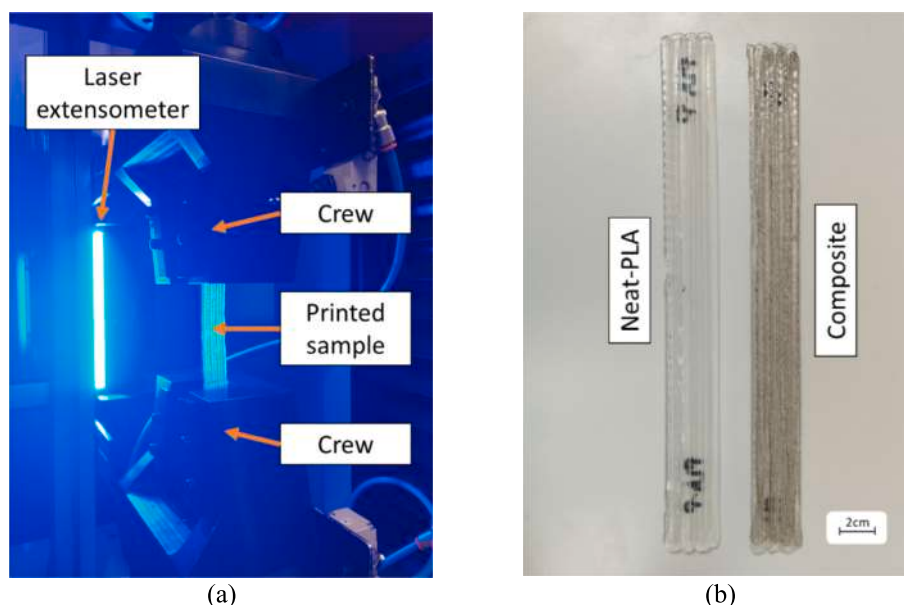 Laser
extensometer
Crew
Printed
sample
Crew
(a)
Neat-PLA
Composite
2cm
(b)